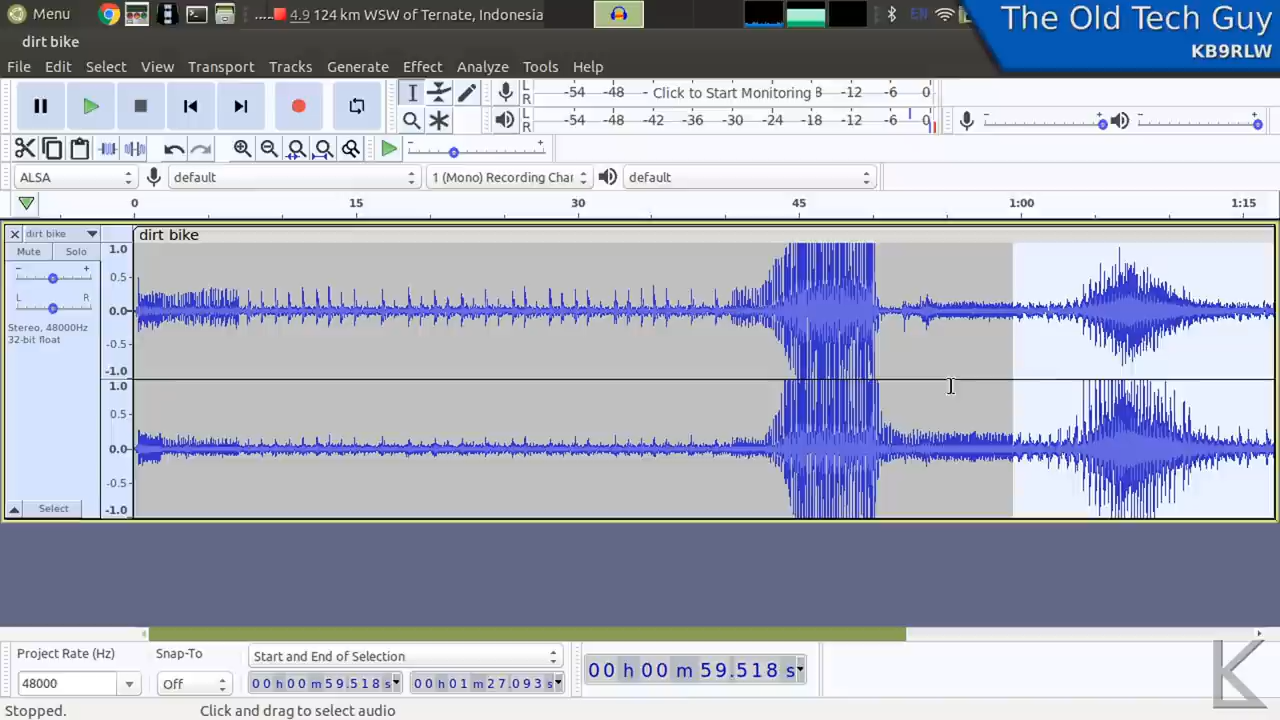 Menu
4.9 124 km WSW of Ternate, Indonesia
EN
The Old Tech Guy
KB9RLW
dirt bike
File Edit Select View Transport Tracks Generate Effect Analyze Tools Help
L R -54 -48 - Click to Start Monitoring 8 -12 -6 0
L R -54 -48 -42 -36 -30 -24 -18 -12 -6 0
- + - +
- +
ALSA default 1 (Mono) Recording Chan default
0 15 30 45 1:00 1:15
dirt bike
dirt bike
Mute Solo
- +
L R
Stereo, 48000Hz
32-bit float
1.0
0.5
0.0
-0.5
-1.0
1.0
0.5
0.0
-0.5
-1.0
Select
Project Rate (Hz) Snap-To Start and End of Selection
48000 Off 00 h 00 m 59.518 s 00 h 01 m 27.093 s
00 h 00 m 59.518 s
Stopped. Click and drag to select audio
K